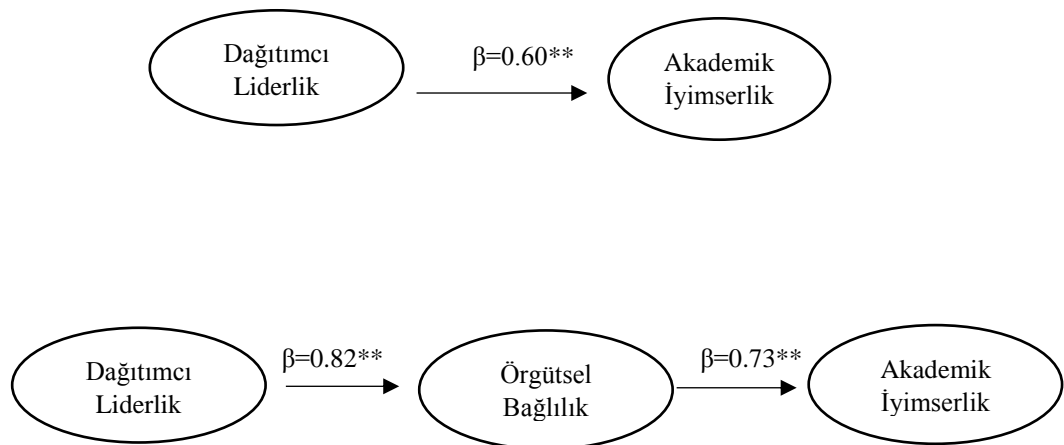 Dağıtımcı
Liderlik
β=0.60**
Akademik
İyimserlik
Dağıtımcı
Liderlik
β=0.82**
Örgütsel
Bağlılık
β=0.73**
Akademik
İyimserlik